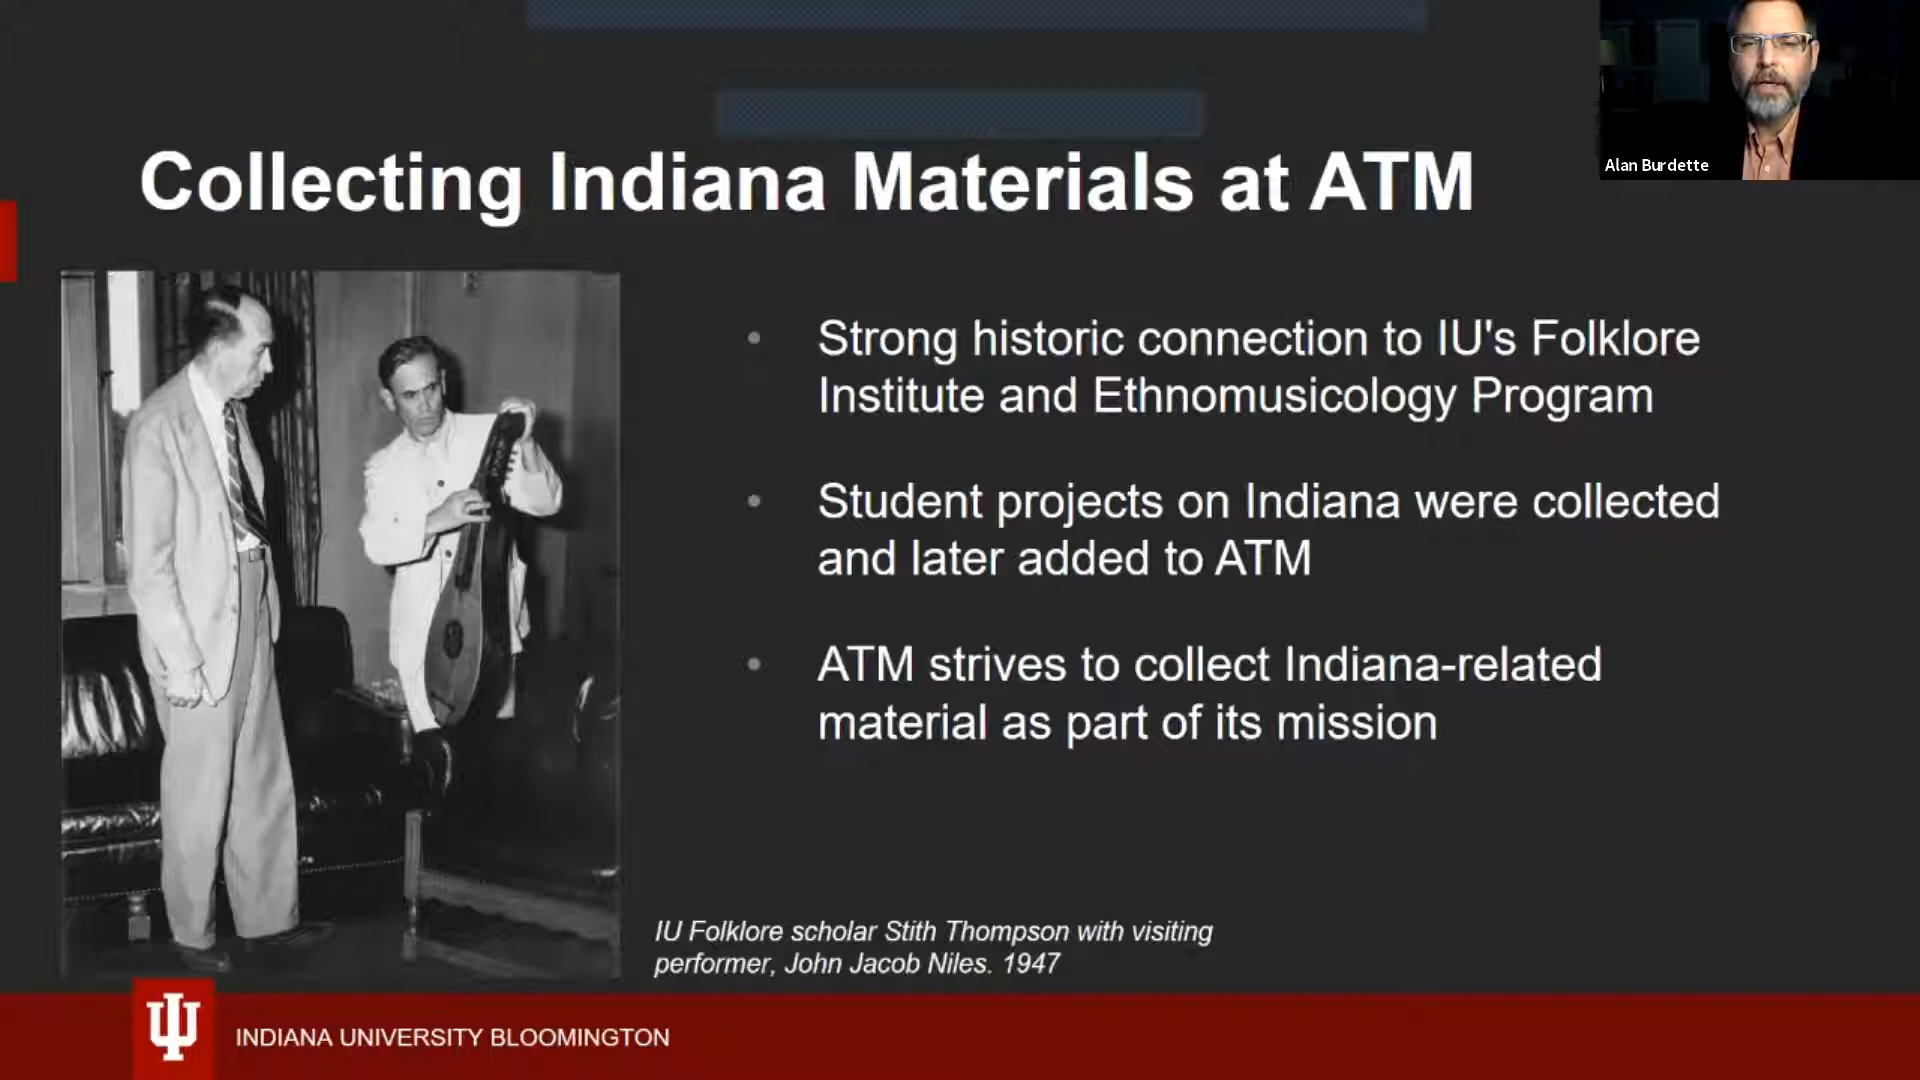 Alan Burdette
Collecting Indiana Materials at ATM
• Strong historic connection to IU's Folklore
Institute and Ethnomusicology Program
• Student projects on Indiana were collected
and later added to ATM
• ATM strives to collect Indiana-related
material as part of its mission
IU Folklore scholar Stith Thompson with visiting
performer, John Jacob Niles. 1947
INDIANA UNIVERSITY BLOOMINGTON